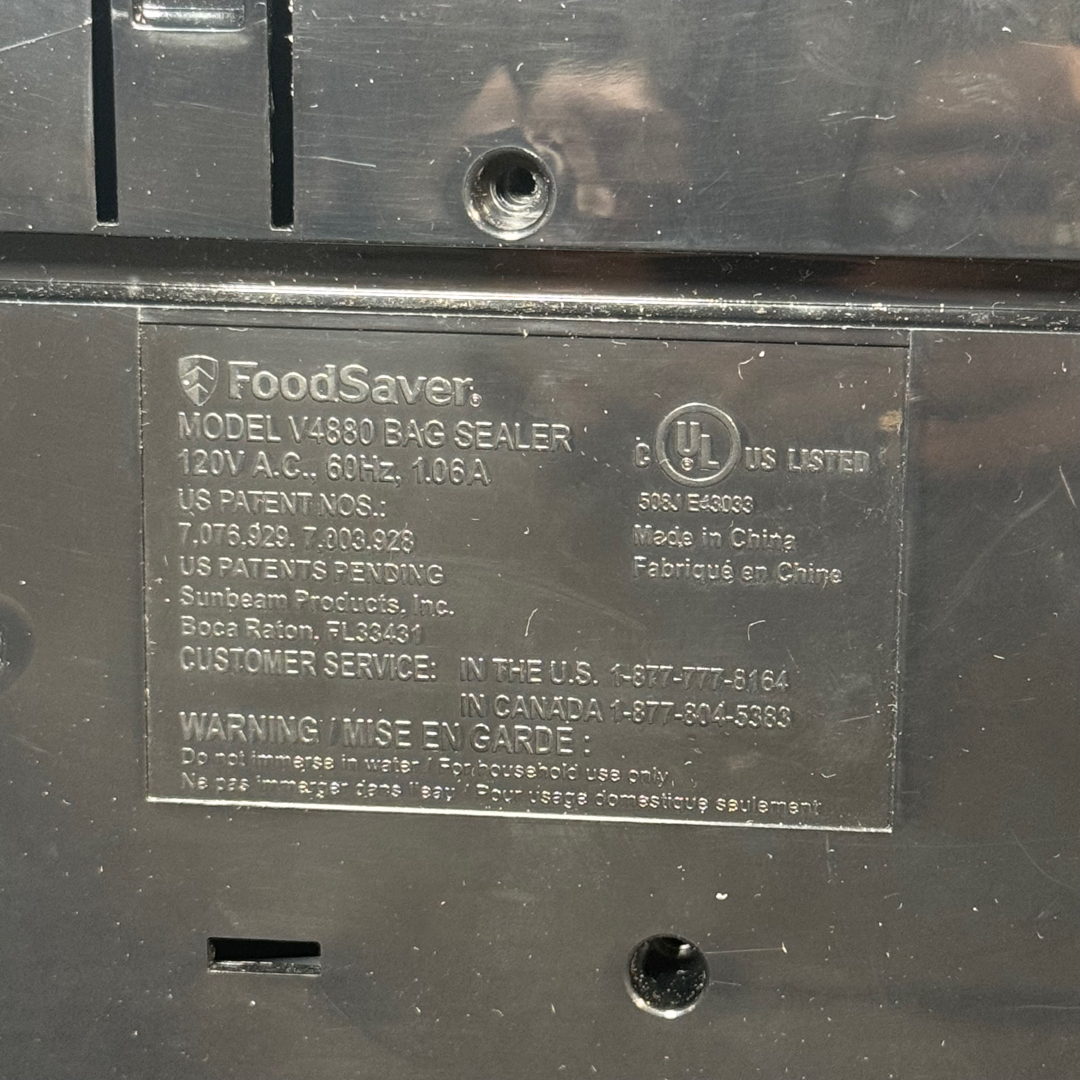 FoodSaver®
MODEL V4880 BAG SEALER
120V A.C., 60Hz, 1.06A
US PATENT NOS.:
7,076,929. 7,003,928
US PATENTS PENDING
Sunbeam Products, Inc.
Boca Raton, FL33431
C UL® US LISTED
508J E43033
Made in China
Fabriqué en Chine
CUSTOMER SERVICE: IN THE U.S. 1-877-777-8164
IN CANADA 1-877-804-5383
WARNING / MISE EN GARDE :
Do not immerse in water / For household use only
Ne pas immerger dans l'eau / Pour usage domestique seulement